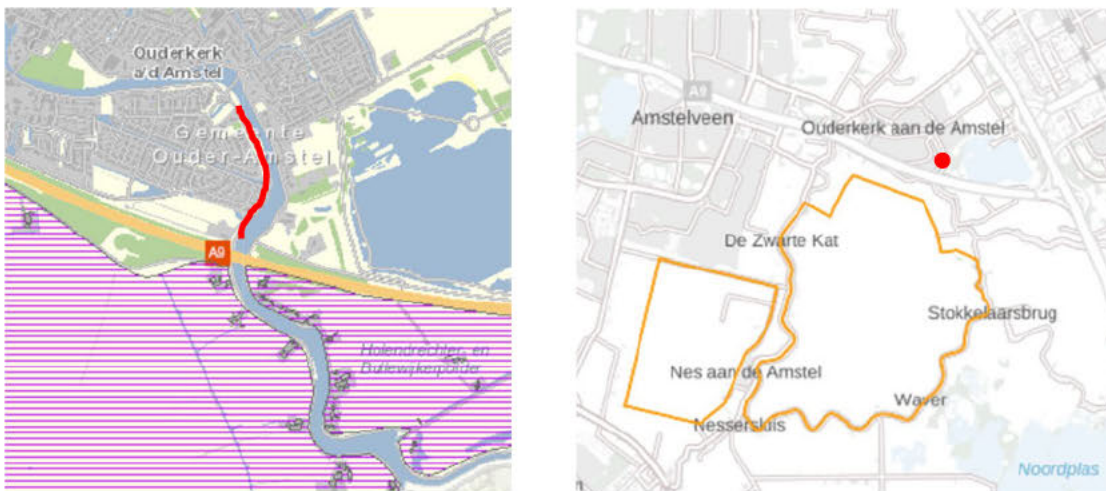 Ouderkerk
a/d Amstel
Gemeente
Ouder-Amstel
A9
Holendrechter- en
Bullewijkerpolder
A9
Amstelveen
Ouderkerk aan de Amstel
De Zwarte Kat
Stokkelaarsbrug
Nes aan de Amstel
Waver
Nessersluis
Noordplas